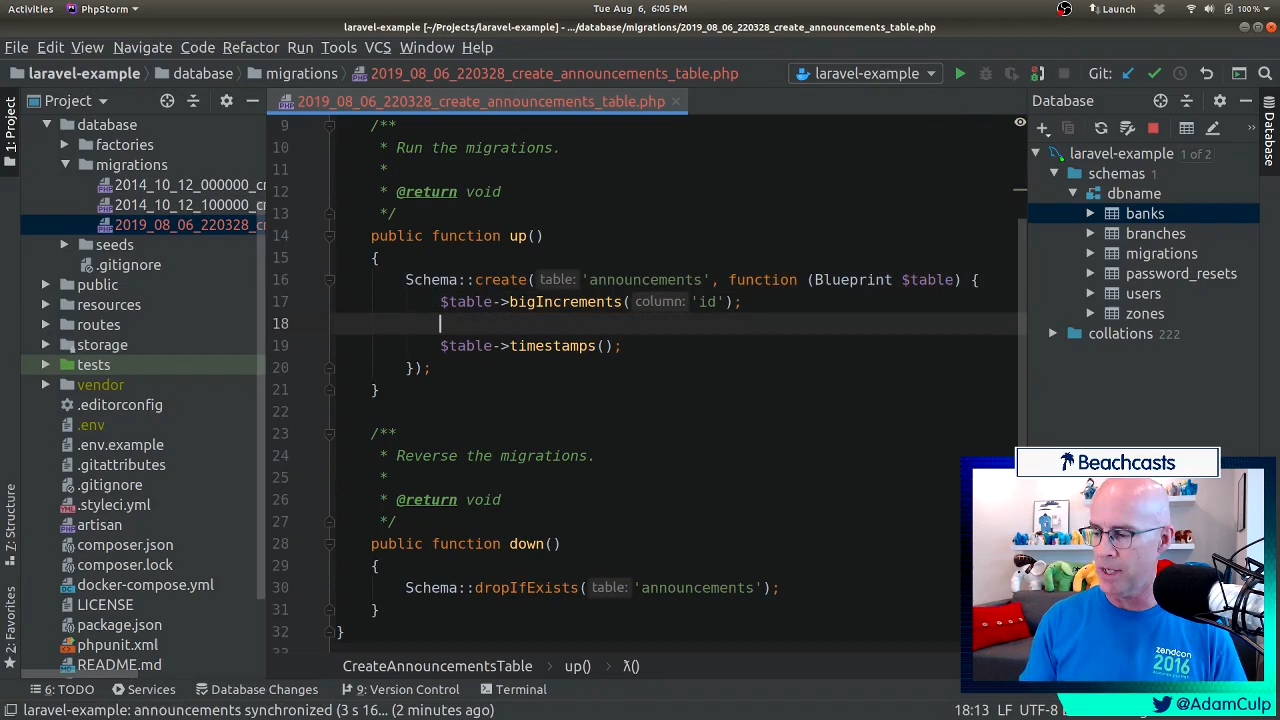 Activities PhpStorm Tue Aug 6, 6:05 PM Launch 100%
laravel-example [~/Projects/laravel-example] - .../database/migrations/2019_08_06_220328_create_announcements_table.php
File Edit View Navigate Code Refactor Run Tools VCS Window Help
laravel-example database migrations 2019_08_06_220328_create_announcements_table.php laravel-example Git:
1: Project
Project
2019_08_06_220328_create_announcements_table.php
Database
Database
database
factories
migrations
2014_10_12_000000_cr
2014_10_12_100000_c
2019_08_06_220328_c
seeds
.gitignore
public
resources
routes
storage
tests
vendor
.editorconfig
.env
.env.example
.gitattributes
.gitignore
.styleci.yml
artisan
composer.json
composer.lock
docker-compose.yml
LICENSE
package.json
phpunit.xml
README.md
Z: Structure
2: Favorites
9 /**
10 * Run the migrations.
11 *
12 * @return void
13 */
14 public function up()
15 {
16 Schema::create( table: 'announcements', function (Blueprint $table) {
17 $table->bigIncrements( column: 'id');
18
19 $table->timestamps();
20 });
21 }
22
23 /**
24 * Reverse the migrations.
25 *
26 * @return void
27 */
28 public function down()
29 {
30 Schema::dropIfExists( table: 'announcements');
31 }
32 }
CreateAnnouncementsTable up() λ()
laravel-example 1 of 2
schemas 1
dbname
banks
branches
migrations
password_resets
users
zones
collations 222
Beachcasts
zendcon
2016
@AdamCulp
6: TODO Services Database Changes 9: Version Control Terminal
laravel-example: announcements synchronized (3 s 16... (2 minutes ago) 18:13 LF UTF-8